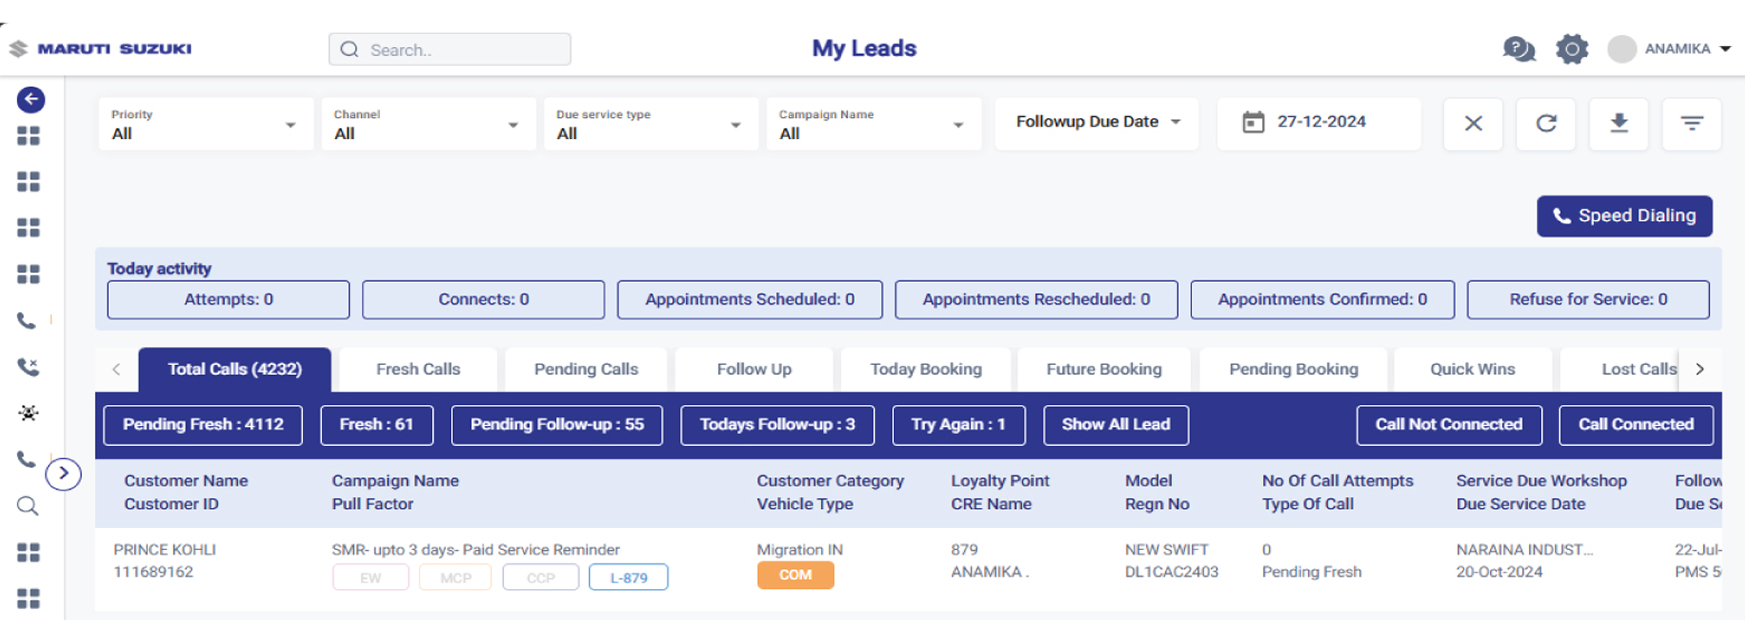 MARUTI SUZUKI
Search..
My Leads
ANAMIKA
Priority
All
Channel
All
Due service type
All
Campaign Name
All
Followup Due Date
27-12-2024
Speed Dialing
Today activity
Attempts: 0
Connects: 0
Appointments Scheduled: 0
Appointments Rescheduled: 0
Appointments Confirmed: 0
Refuse for Service: 0
Total Calls (4232)
Fresh Calls
Pending Calls
Follow Up
Today Booking
Future Booking
Pending Booking
Quick Wins
Lost Calls
Pending Fresh : 4112
Fresh : 61
Pending Follow-up : 55
Todays Follow-up : 3
Try Again : 1
Show All Lead
Call Not Connected
Call Connected
Customer Name
Customer ID
Campaign Name
Pull Factor
Customer Category
Vehicle Type
Loyalty Point
CRE Name
Model
Regn No
No Of Call Attempts
Type Of Call
Service Due Workshop
Due Service Date
Follow
Due Se
PRINCE KOHLI
111689162
SMR- upto 3 days- Paid Service Reminder
EW
MCP
CCP
L-879
Migration IN
COM
879
ANAMIKA .
NEW SWIFT
DL1CAC2403
0
Pending Fresh
NARAINA INDUST...
20-Oct-2024
22-Jul-
PMS 5